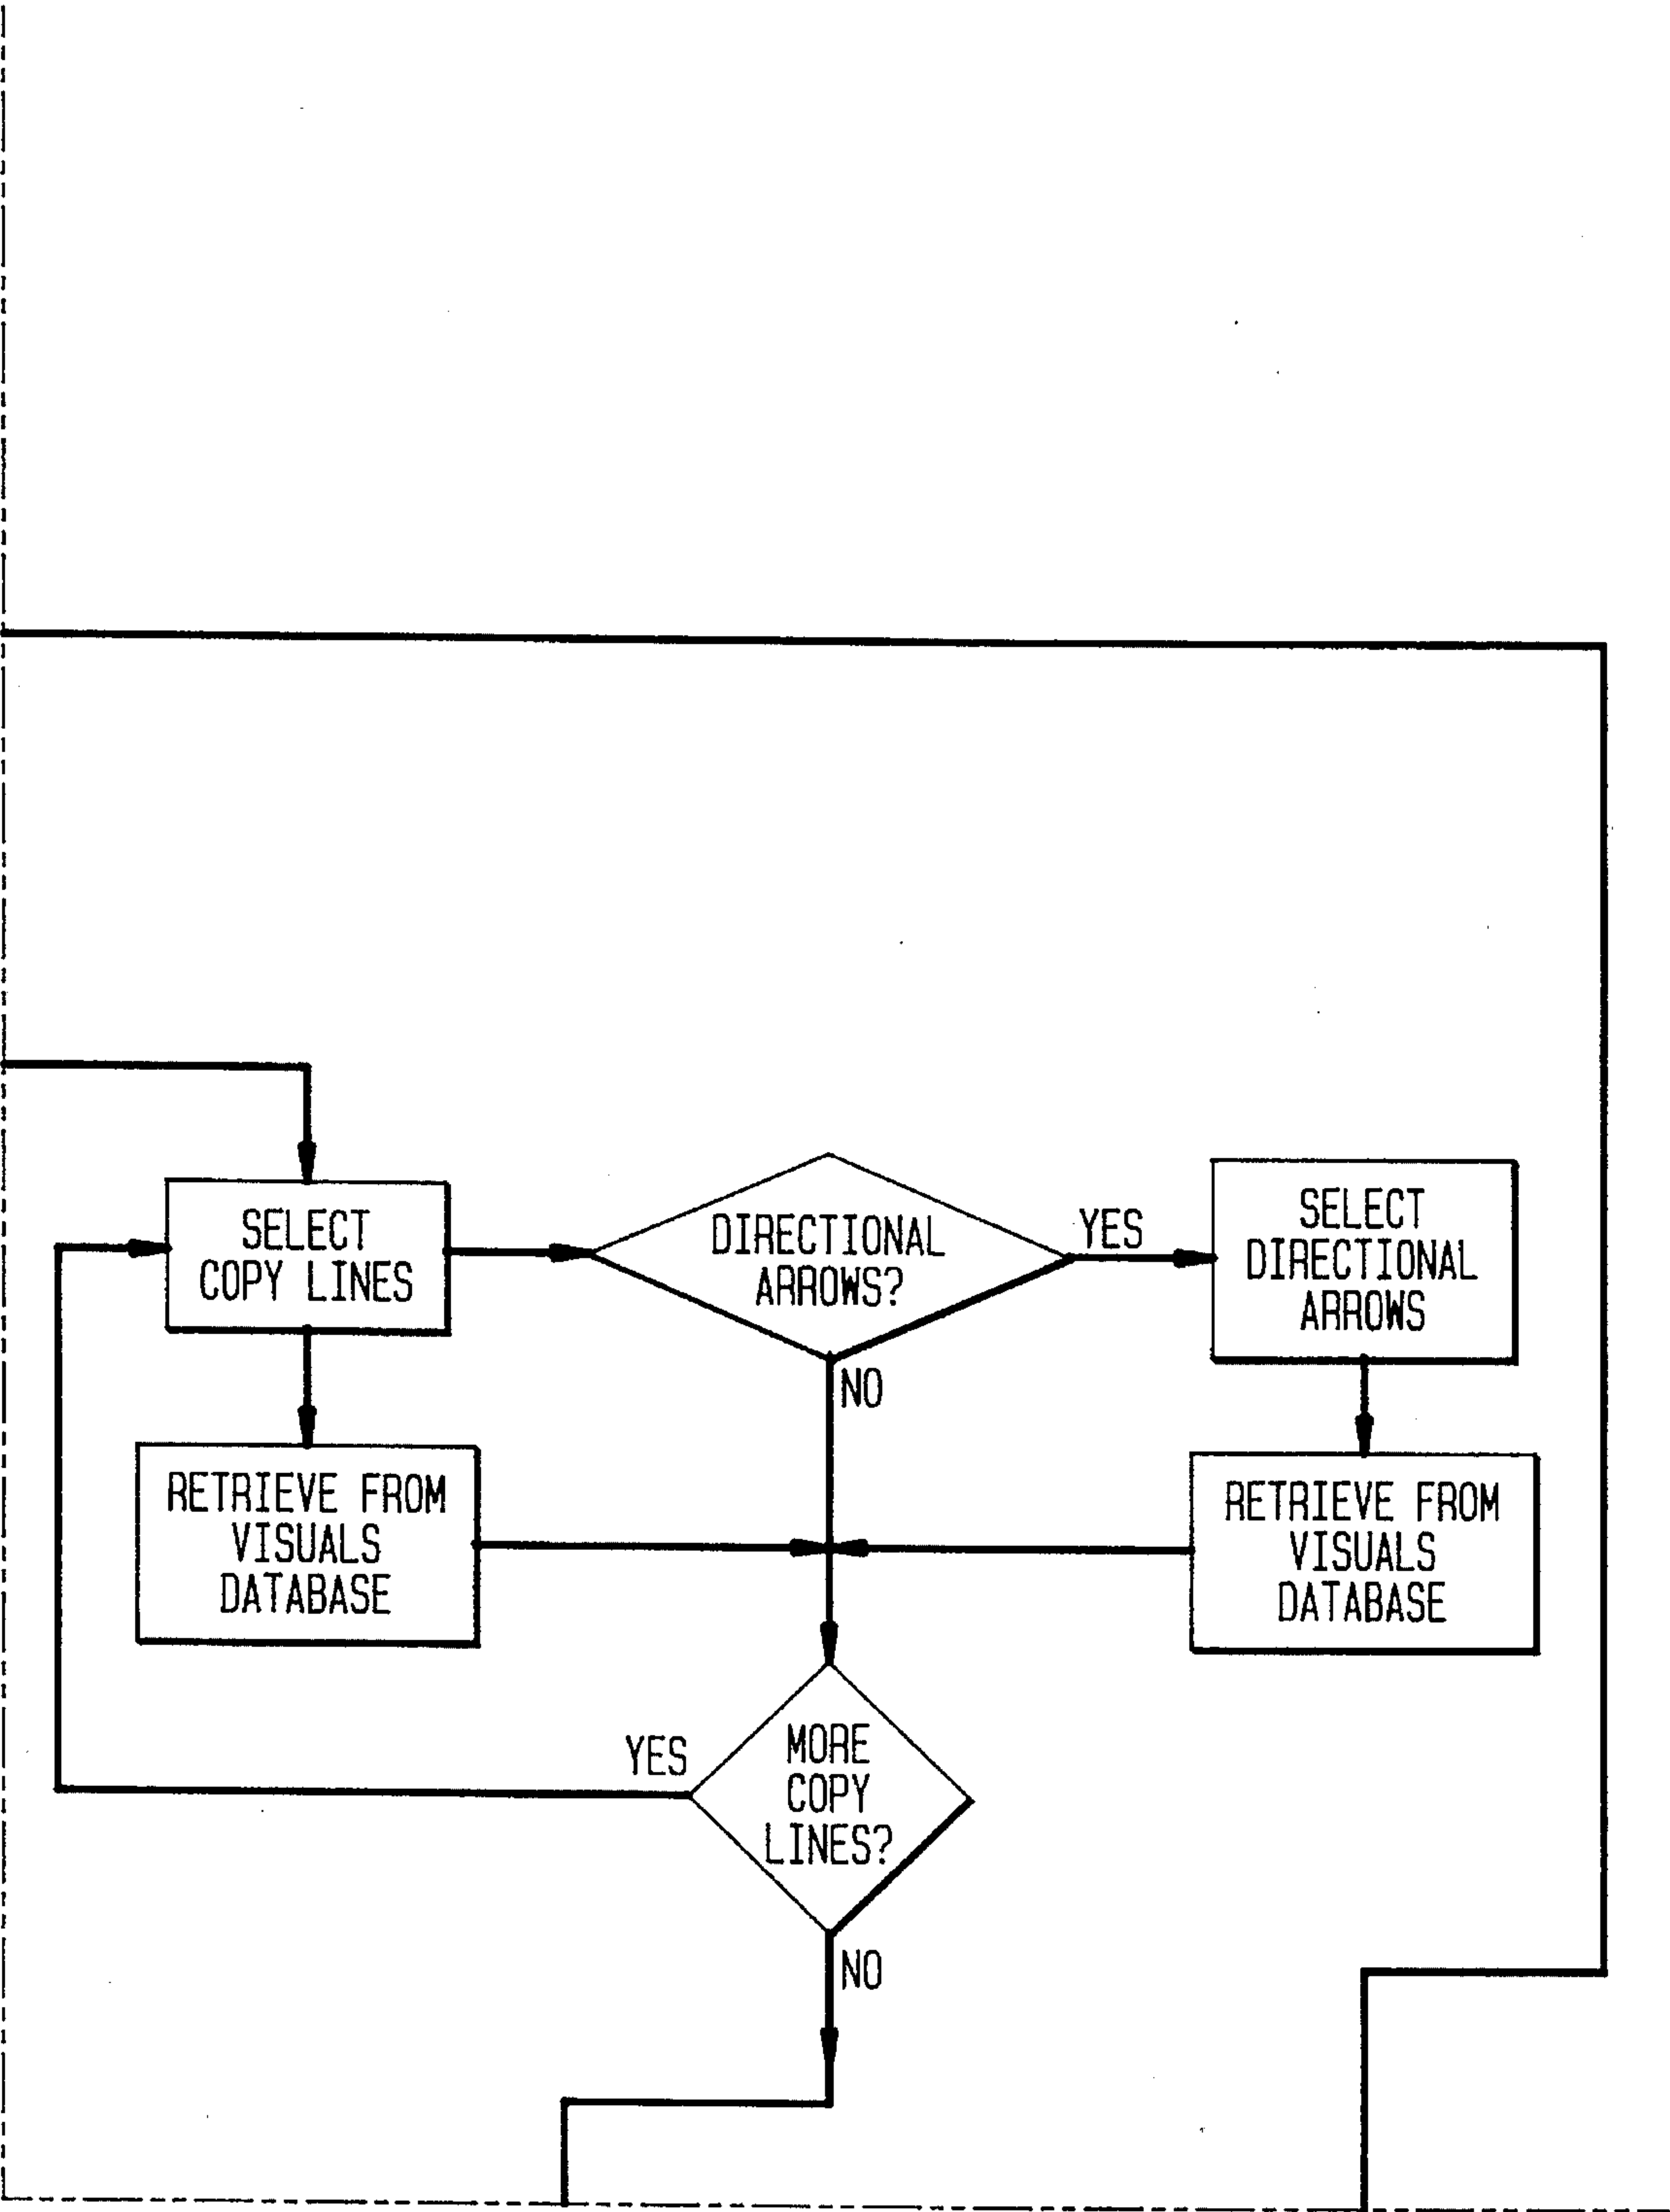 SELECT
COPY LINES
DIRECTIONAL
ARROWS?
YES
SELECT
DIRECTIONAL
ARROWS
NO
RETRIEVE FROM
VISUALS
DATABASE
RETRIEVE FROM
VISUALS
DATABASE
YES
MORE
COPY
LINES?
NO